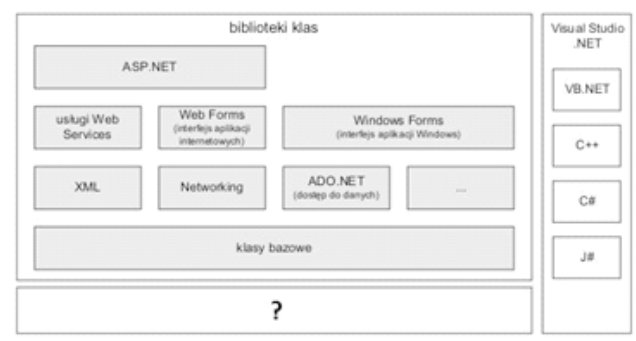 biblioteki klas
ASP.NET
usługi Web
Services
Web Forms
(interfejs aplikacji
internetowych)
Windows Forms
(interfejs aplikacji Windows)
XML
Networking
ADO.NET
(dostęp do danych)
...
klasy bazowe
?
Visual Studio
.NET
VB.NET
C++
C#
J#